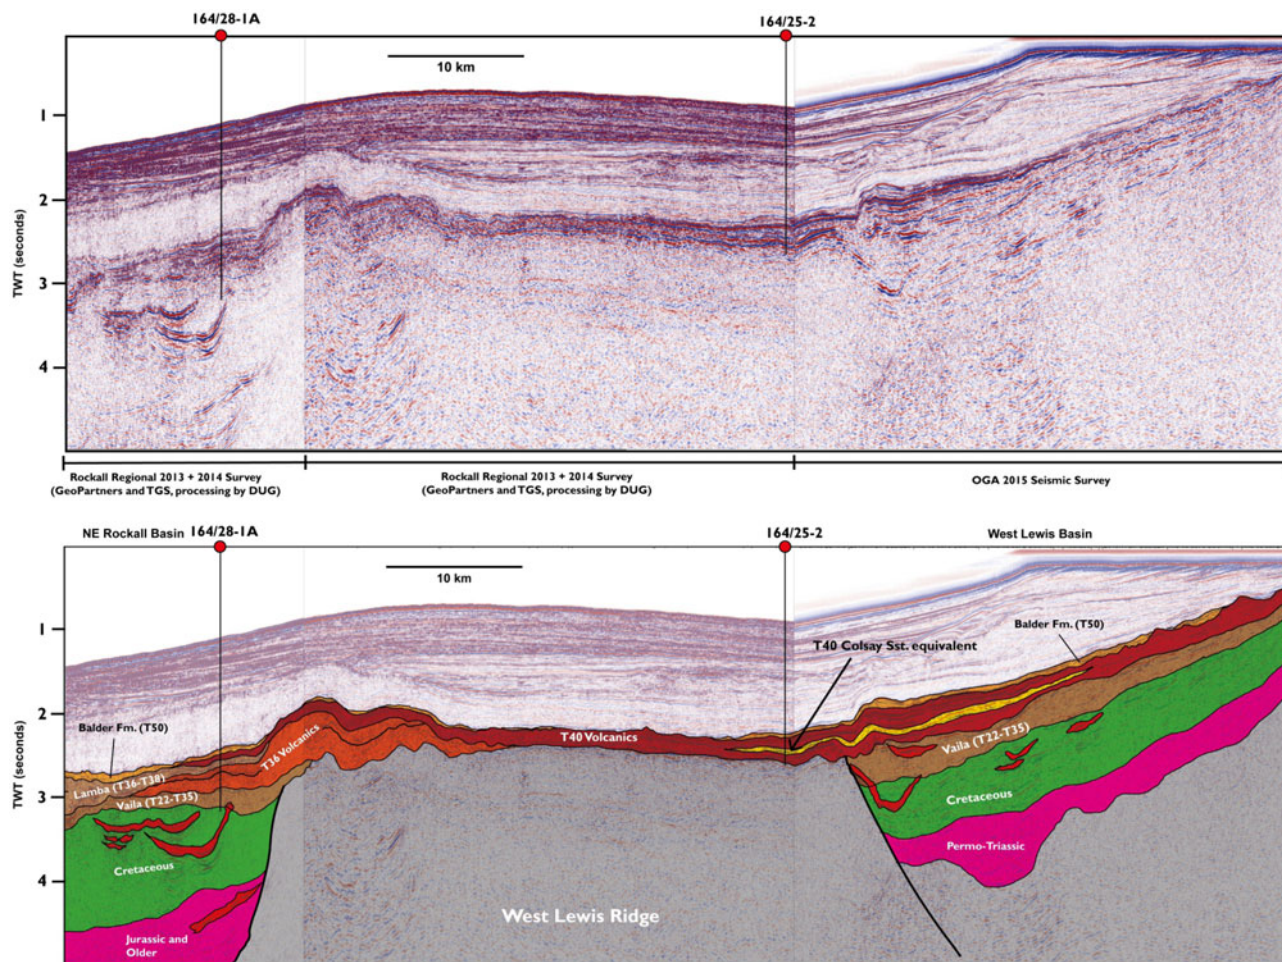 164/28-1A
164/25-2
10 km
1
2
3
4
TWT (seconds)
Rockall Regional 2013 + 2014 Survey
(GeoPartners and TGS, processing by DUG)
Rockall Regional 2013 + 2014 Survey
(GeoPartners and TGS, processing by DUG)
OGA 2015 Seismic Survey
NE Rockall Basin
164/28-1A
164/25-2
West Lewis Basin
10 km
1
2
3
4
TWT (seconds)
Balder Fm. (T50)
T40 Colsay Sst. equivalent
Balder Fm. (T50)
T40 Volcanics
T36 Volcanics
Lamba (T36-T38)
Vaila (T22-T35)
Vaila (T22-T35)
Cretaceous
Cretaceous
Permo-Triassic
West Lewis Ridge
Jurassic and
Older